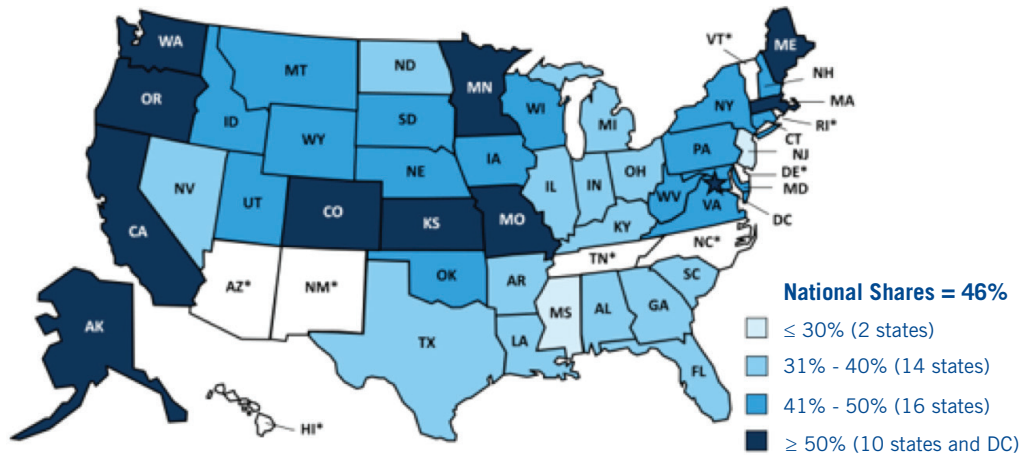 WA
OR
CA
AK
NV
ID
MT
WY
UT
CO
AZ*
NM*
HI*
ND
SD
NE
KS
OK
TX
MN
IA
MO
AR
LA
WI
IL
MI
IN
OH
KY
TN*
MS
AL
GA
FL
SC
NC*
VA
WV
PA
NY
VT*
ME
NH
MA
RI*
CT
NJ
DE*
MD
DC
National Shares = 46%
≤ 30% (2 states)
31% - 40% (14 states)
41% - 50% (16 states)
≥ 50% (10 states and DC)